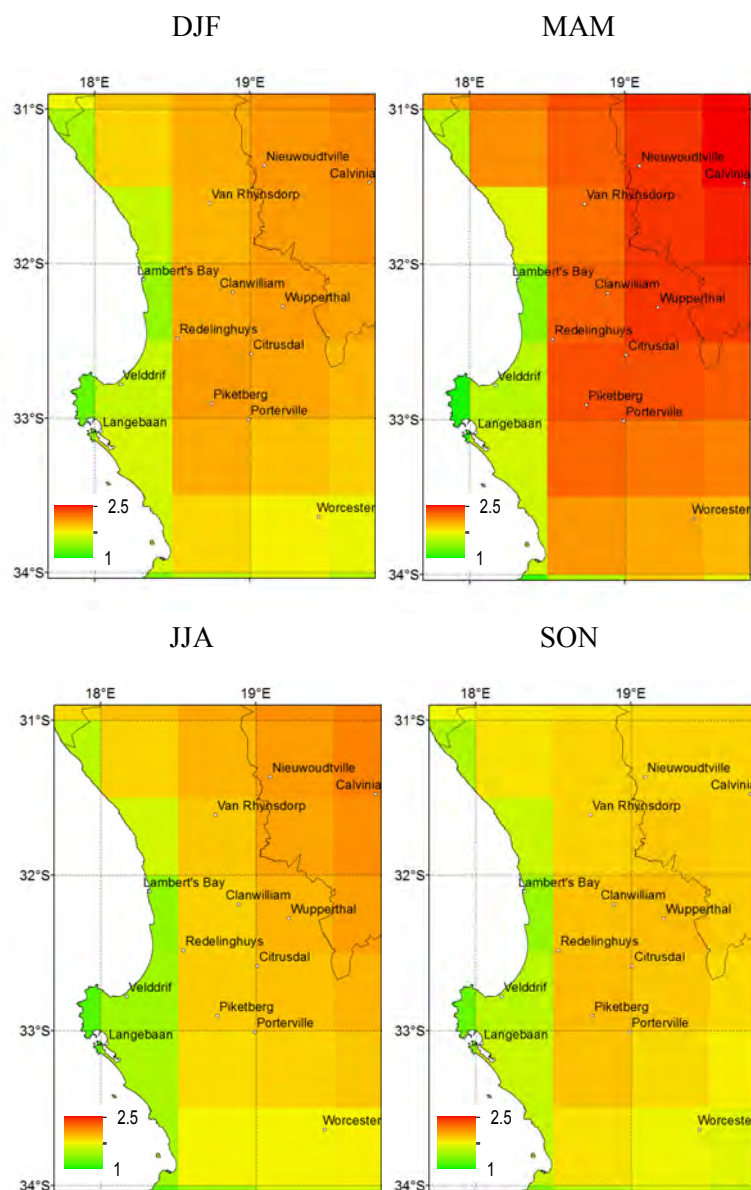 DJF
MAM
18°E 19°E
18°E 19°E
31°S
Nieuwoudtville
Calvinia
Van Rhynsdorp
32°S
Lambert's Bay
Clanwilliam
Wupperthal
Redelinghuys
Citrusdal
Velddrif
Piketberg
33°S
Langebaan
Porterville
2.5
1
Worcester
34°S
31°S
Nieuwoudtville
Calvinia
Van Rhynsdorp
32°S
Lambert's Bay
Clanwilliam
Wupperthal
Redelinghuys
Citrusdal
Velddrif
Piketberg
33°S
Langebaan
Porterville
2.5
1
Worcester
34°S
JJA
SON
18°E 19°E
18°E 19°E
31°S
Nieuwoudtville
Calvinia
Van Rhynsdorp
32°S
Lambert's Bay
Clanwilliam
Wupperthal
Redelinghuys
Citrusdal
Velddrif
Piketberg
33°S
Langebaan
Porterville
2.5
1
Worcester
34°S
31°S
Nieuwoudtville
Calvinia
Van Rhynsdorp
32°S
Lambert's Bay
Clanwilliam
Wupperthal
Redelinghuys
Citrusdal
Velddrif
Piketberg
33°S
Langebaan
Porterville
2.5
1
Worcester
34°S